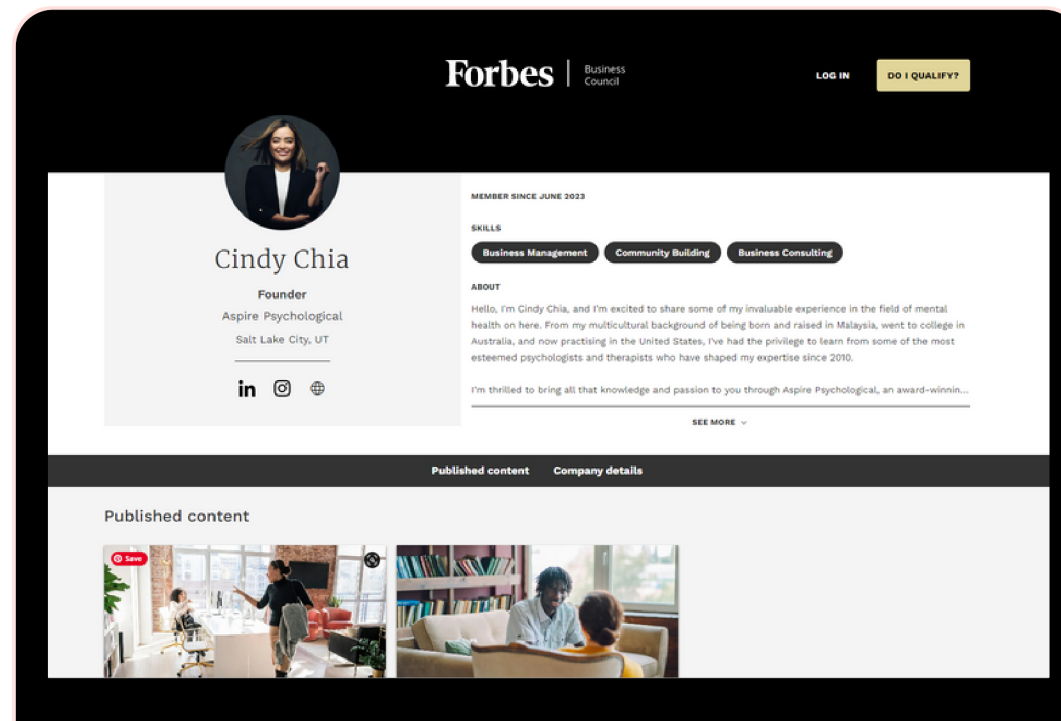 Forbes
Business
Council
LOG IN
DO I QUALIFY?
Cindy Chia
Founder
Aspire Psychological
Salt Lake City, UT
in
MEMBER SINCE JUNE 2023
SKILLS
Business Management
Community Building
Business Consulting
ABOUT
Hello, I'm Cindy Chia, and I'm excited to share some of my invaluable experience in the field of mental
health on here. From my multicultural background of being born and raised in Malaysia, went to college in
Australia, and now practising in the United States, I've had the privilege to learn from some of the most
esteemed psychologists and therapists who have shaped my expertise since 2010.
I'm thrilled to bring all that knowledge and passion to you through Aspire Psychological, an award-winnin...
SEE MORE
Published content Company details
Published content
Save